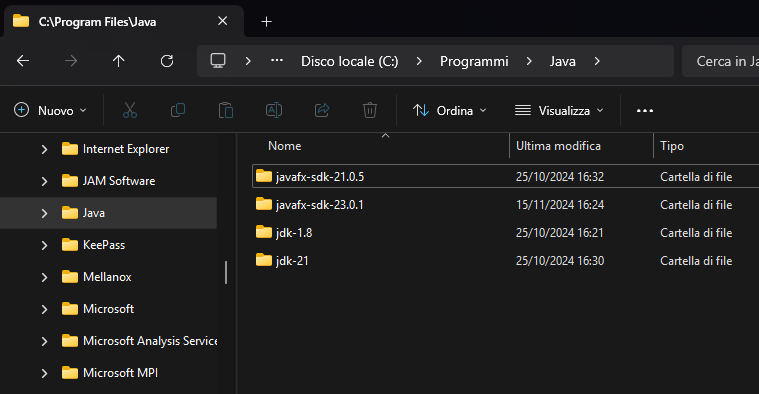 C:\Program Files\Java
Disco locale (C:) Programmi Java Cerca in Ja
Nuovo Ordina Visualizza
Internet Explorer
JAM Software
Java
KeePass
Mellanox
Microsoft
Microsoft Analysis Service
Microsoft MPI
Nome Ultima modifica Tipo
javafx-sdk-21.0.5 25/10/2024 16:32 Cartella di file
javafx-sdk-23.0.1 15/11/2024 16:24 Cartella di file
jdk-1.8 25/10/2024 16:21 Cartella di file
jdk-21 25/10/2024 16:30 Cartella di file